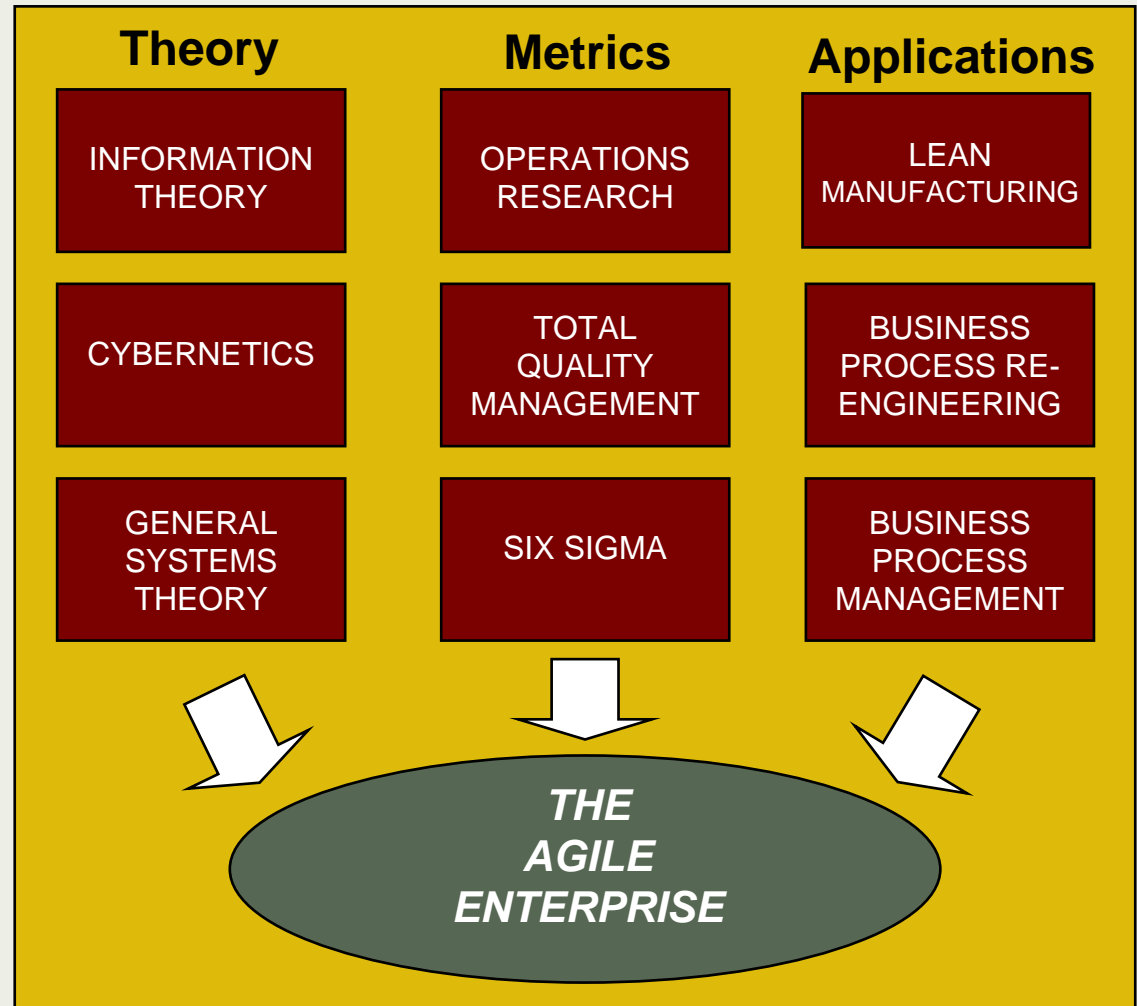 Theory
Metrics
Applications
INFORMATION
THEORY
OPERATIONS
RESEARCH
LEAN
MANUFACTURING
CYBERNETICS
TOTAL
QUALITY
MANAGEMENT
BUSINESS
PROCESS RE-
ENGINEERING
GENERAL
SYSTEMS
THEORY
SIX SIGMA
BUSINESS
PROCESS
MANAGEMENT
THE
AGILE
ENTERPRISE